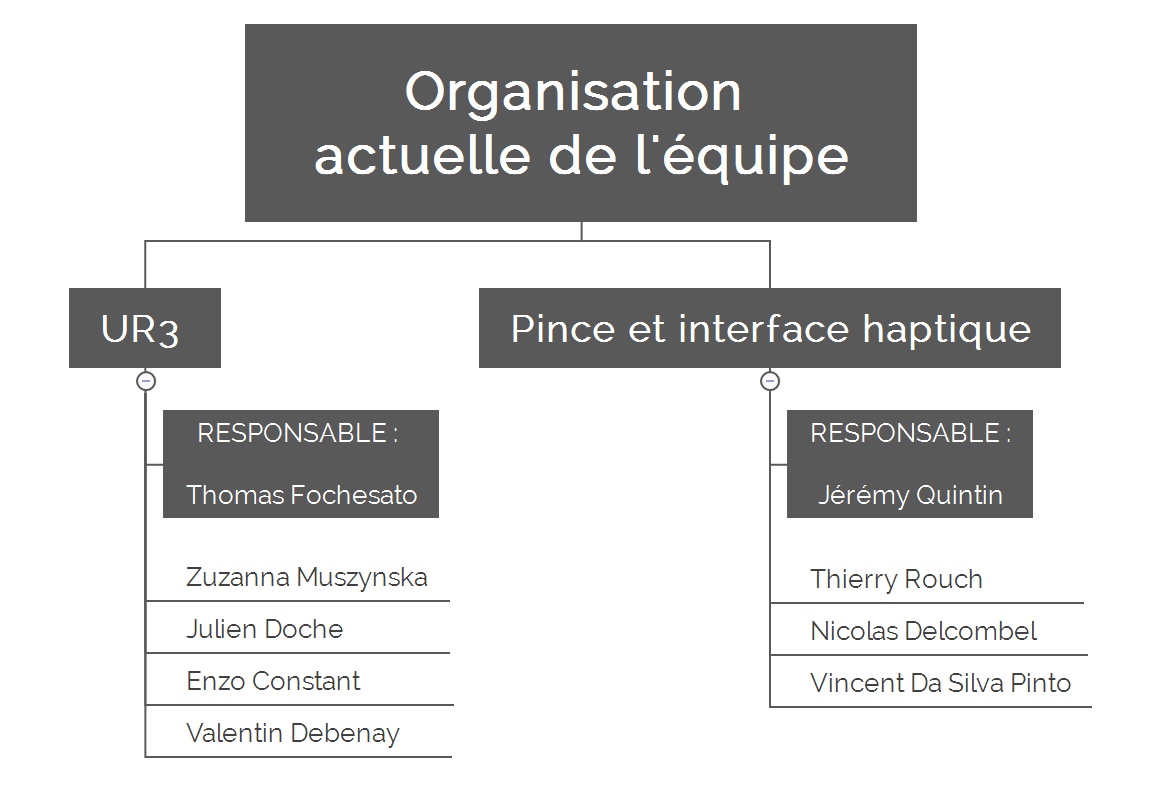 Organisation
actuelle de l'équipe
UR3
RESPONSABLE :
Thomas Fochesato
Zuzanna Muszynska
Julien Doche
Enzo Constant
Valentin Debenay
Pince et interface haptique
RESPONSABLE :
Jérémy Quintin
Thierry Rouch
Nicolas Delcombel
Vincent Da Silva Pinto